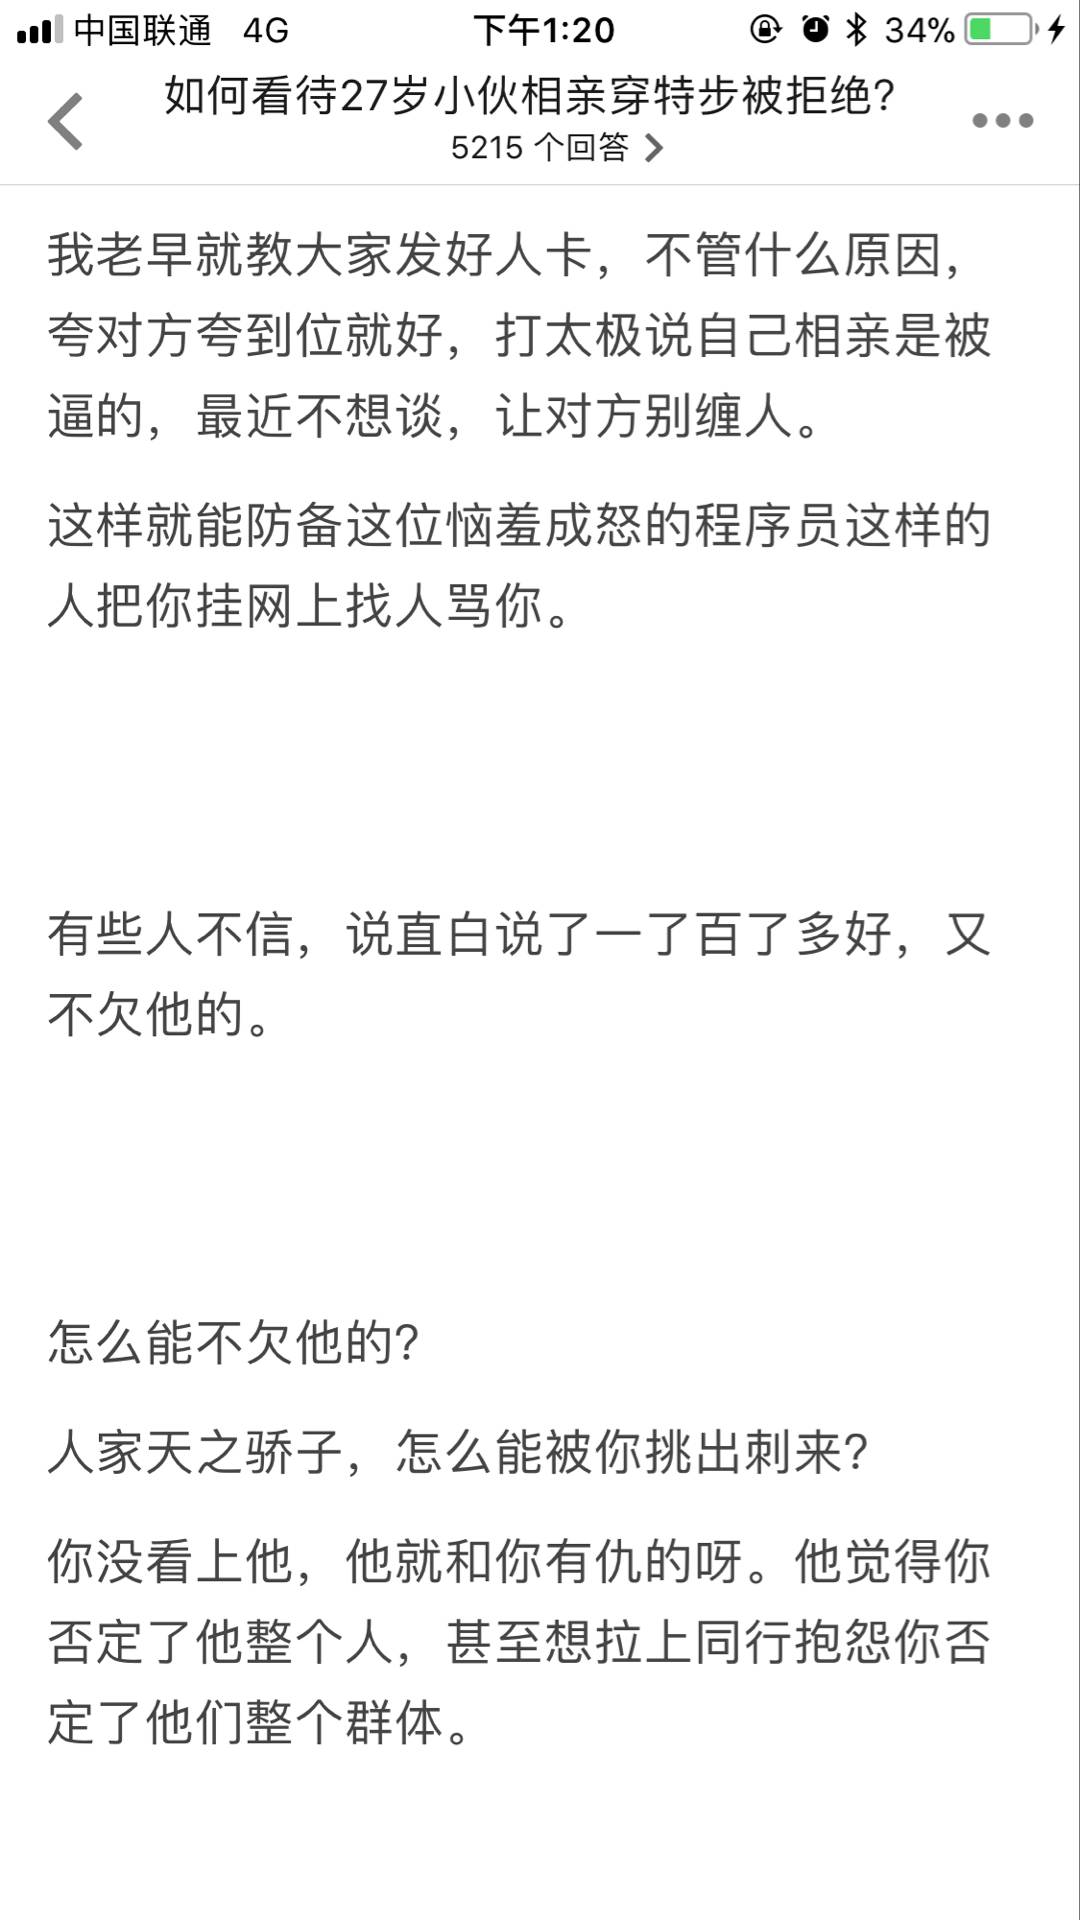 中国联通 4G 下午1:20 34%
如何看待27岁小伙相亲穿特步被拒绝?
5215 个回答
我老早就教大家发好人卡，不管什么原因，
夸对方夸到位就好，打太极说自己相亲是被
逼的，最近不想谈，让对方别缠人。
这样就能防备这位恼羞成怒的程序员这样的
人把你挂网上找人骂你。
有些人不信，说直白说了一了百了多好，又
不欠他的。
怎么能不欠他的?
人家天之骄子，怎么能被你挑出刺来?
你没看上他，他就和你有仇的呀。他觉得你
否定了他整个人，甚至想拉上同行抱怨你否
定了他们整个群体。